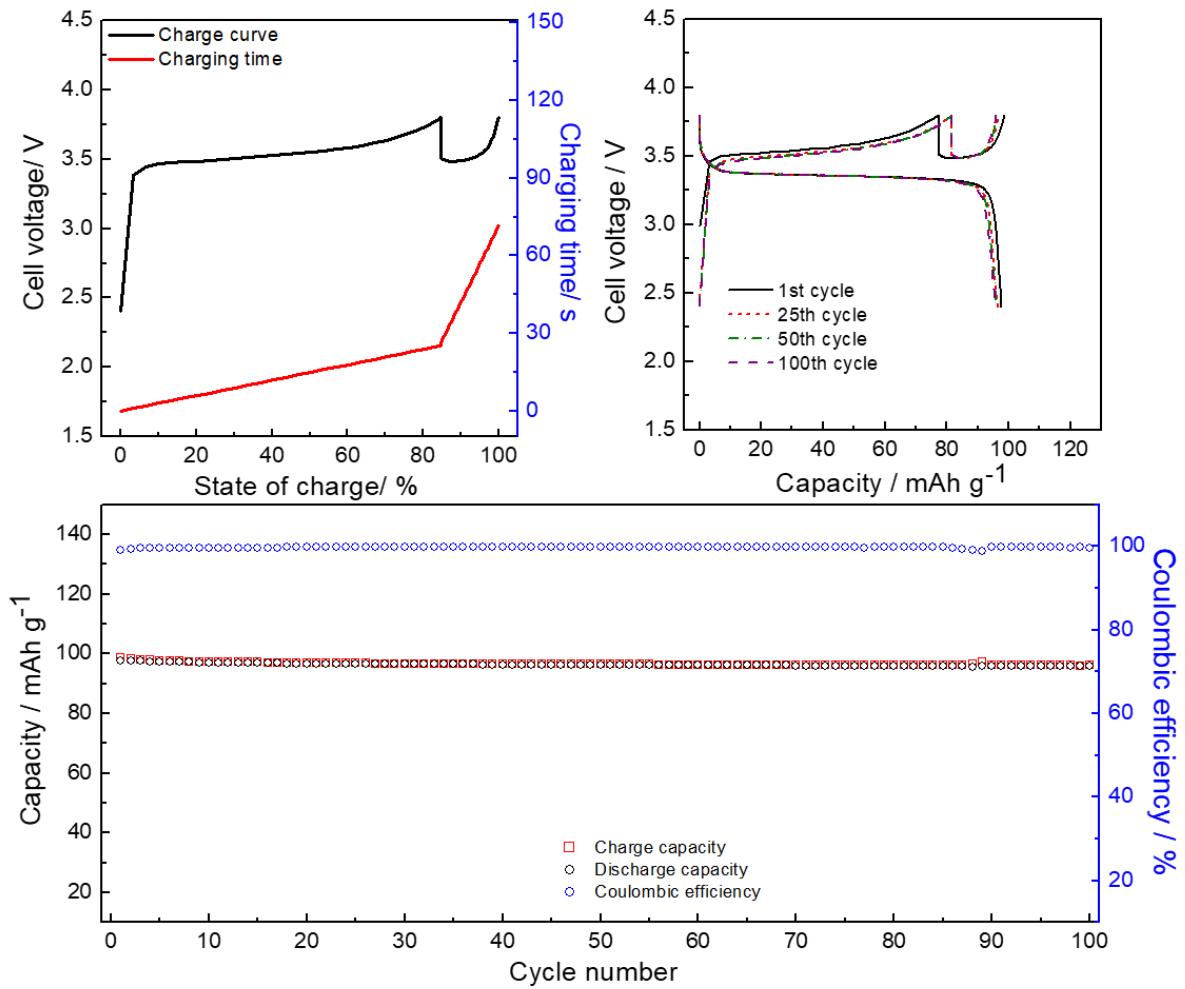 4.5
4.0
3.5
3.0
2.5
2.0
1.5
Cell voltage/ V
Charge curve
Charging time
150
120
90
60
30
0
Charging time/ s
0 20 40 60 80 100
State of charge/ %
4.5
4.0
3.5
3.0
2.5
2.0
1.5
Cell voltage / V
1st cycle
25th cycle
50th cycle
100th cycle
0 20 40 60 80 100 120
Capacity / mAh g-1
140
120
100
80
60
40
20
Capacity / mAh g-1
Charge capacity
Discharge capacity
Coulombic efficiency
100
80
60
40
20
Coulombic efficiency / %
0 10 20 30 40 50 60 70 80 90 100
Cycle number